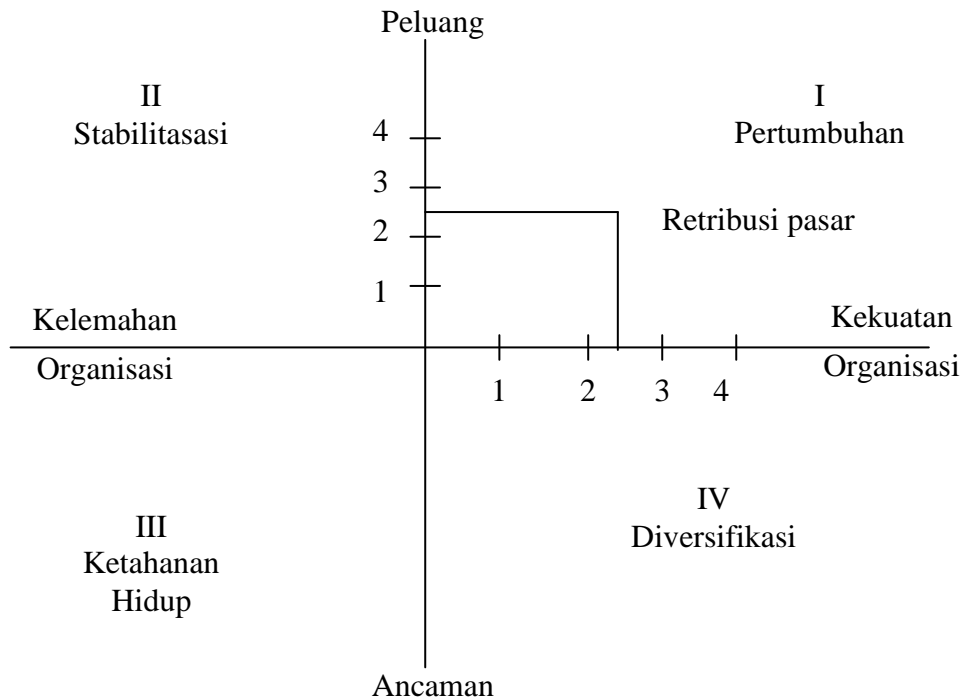 Peluang
II
Stabilitasasi
I
Pertumbuhan
4
3
2
1
Retribusi pasar
Kelemahan
Organisasi
Kekuatan
Organisasi
1 2 3 4
III
Ketahanan
Hidup
IV
Diversifikasi
Ancaman